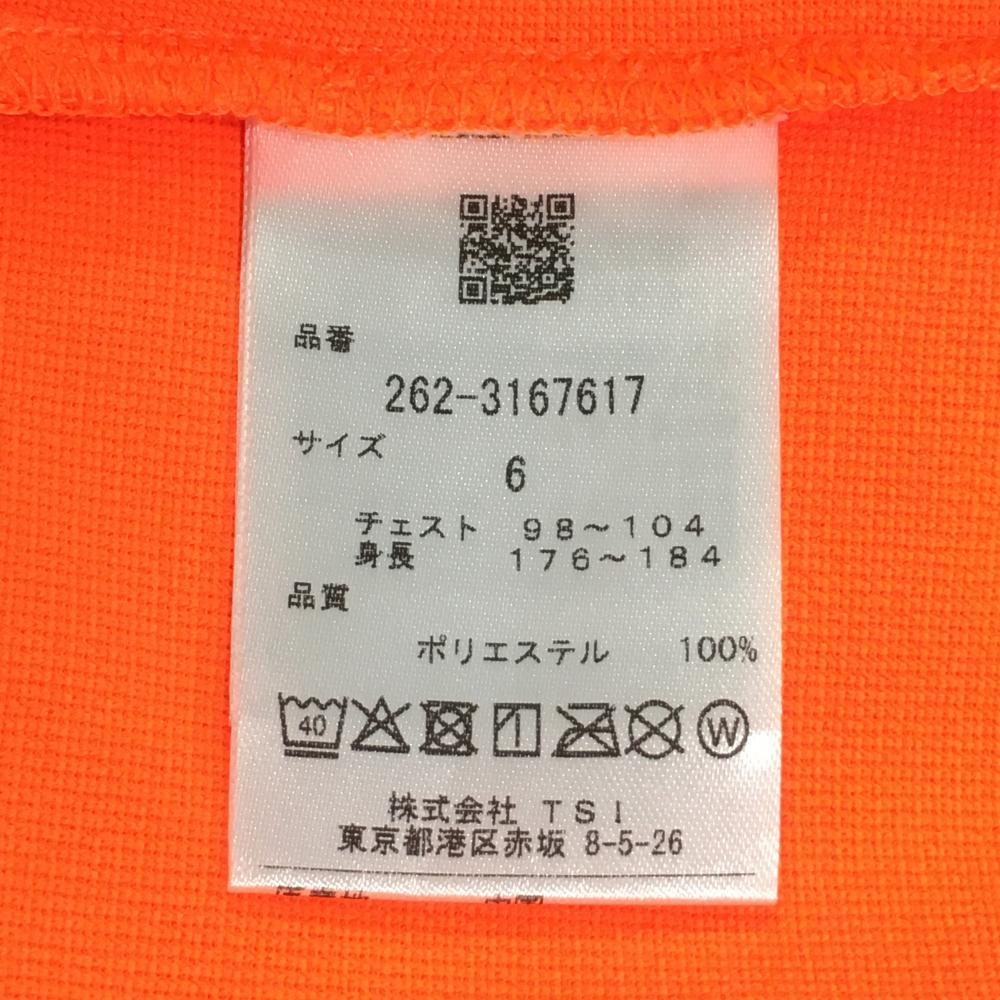 品番
262-3167617
サイズ
6
チェスト 98～104
身長 176～184
品質
ポリエステル 100%
40 W
株式会社 TSI
東京都港区赤坂 8-5-26